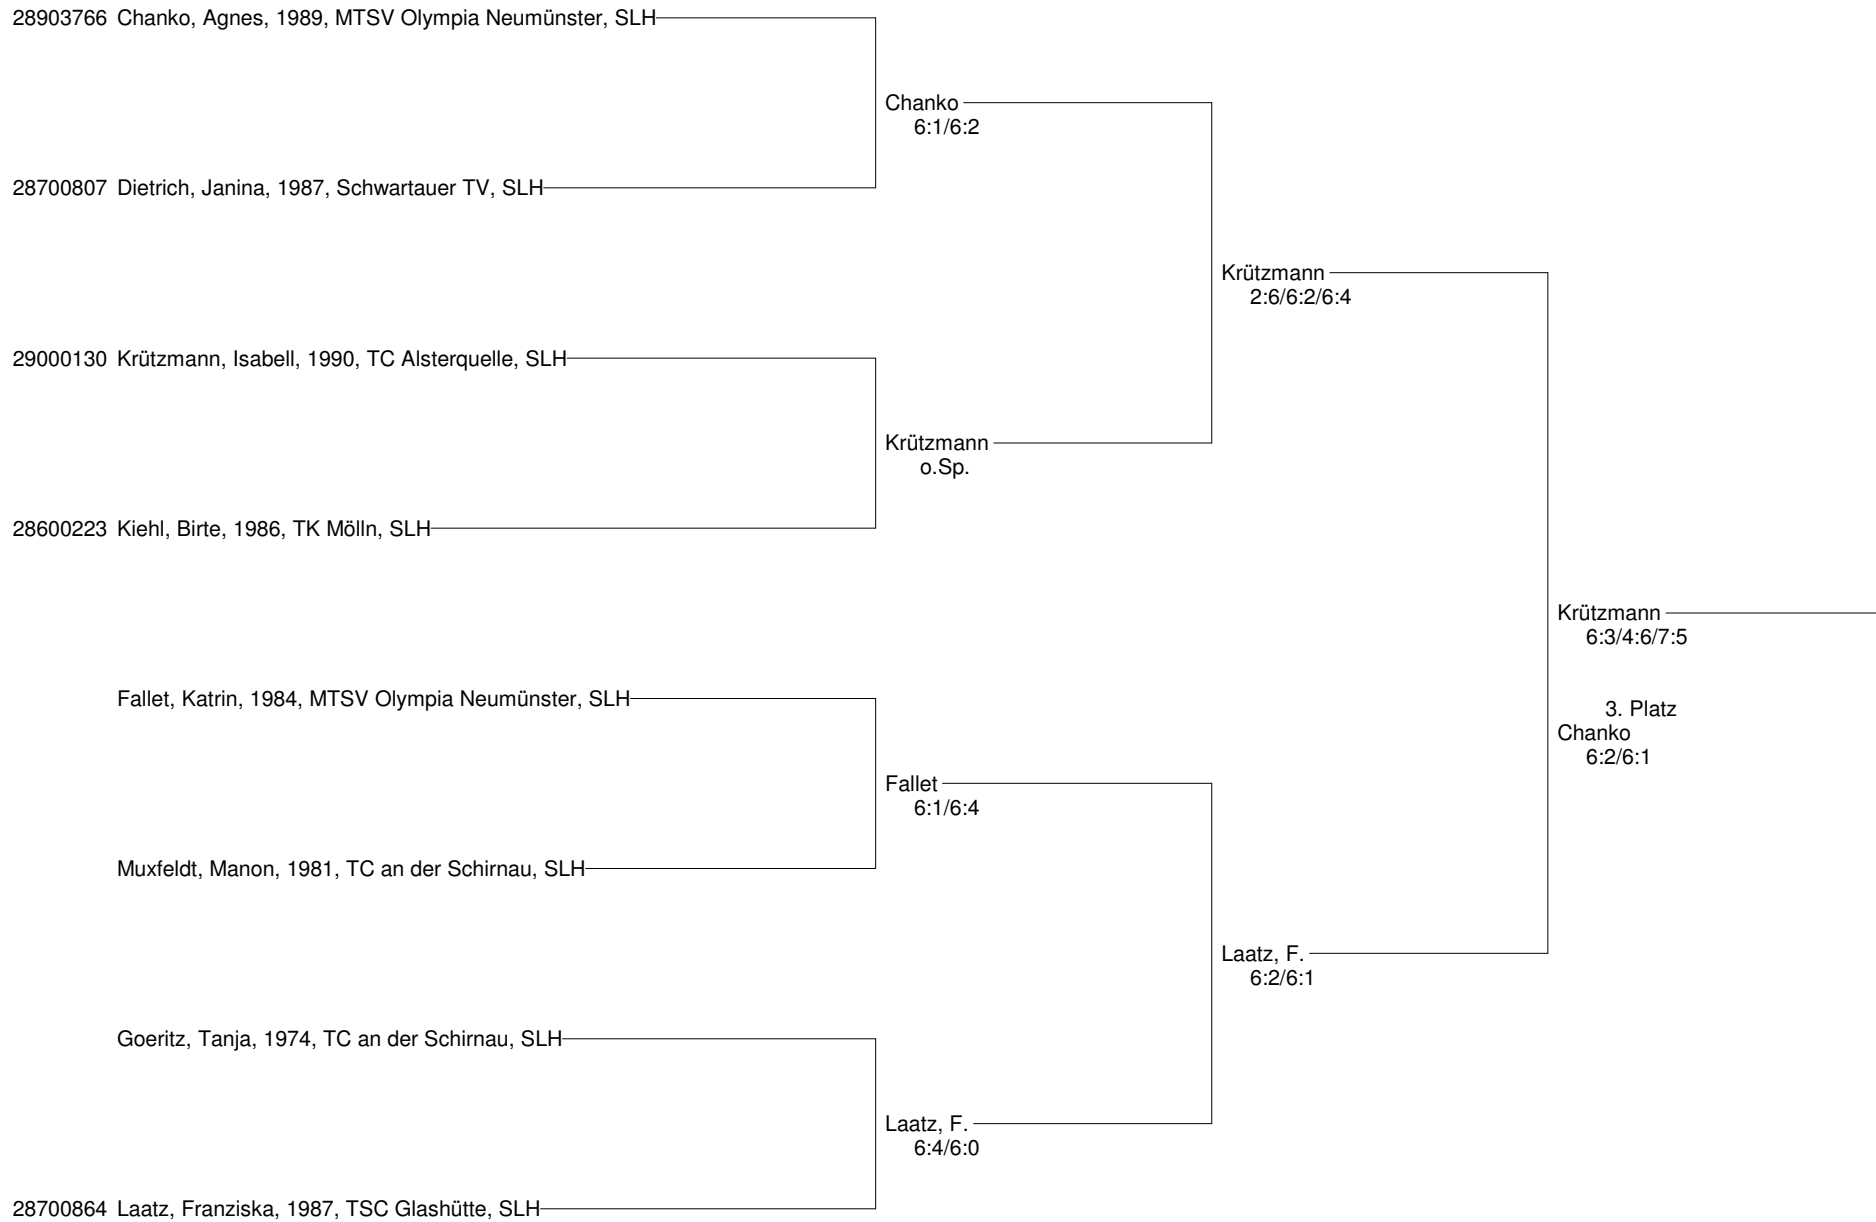 28903766 Chanko, Agnes, 1989, MTSV Olympia Neumünster, SLH
Chanko
6:1/6:2
28700807 Dietrich, Janina, 1987, Schwartauer TV, SLH
Krützmann
2:6/6:2/6:4
29000130 Krützmann, Isabell, 1990, TC Alsterquelle, SLH
Krützmann
o.Sp.
28600223 Kiehl, Birte, 1986, TK Mölln, SLH
Krützmann
6:3/4:6/7:5
Fallet, Katrin, 1984, MTSV Olympia Neumünster, SLH
3. Platz
Chanko
6:2/6:1
Fallet
6:1/6:4
Muxfeldt, Manon, 1981, TC an der Schirnau, SLH
Laatz, F.
6:2/6:1
Goeritz, Tanja, 1974, TC an der Schirnau, SLH
Laatz, F.
6:4/6:0
28700864 Laatz, Franziska, 1987, TSC Glashütte, SLH